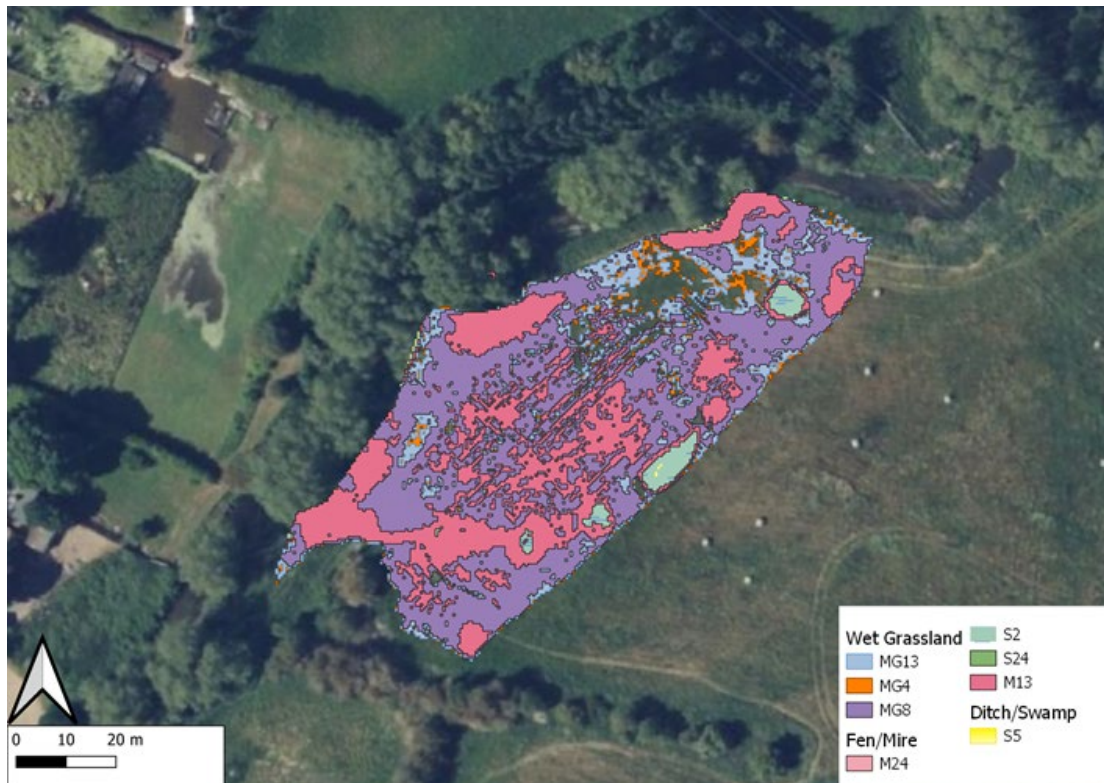 0 10 20 m
Wet Grassland
MG13
MG4
MG8
Fen/Mire
M24
S2
S24
M13
Ditch/Swamp
S5